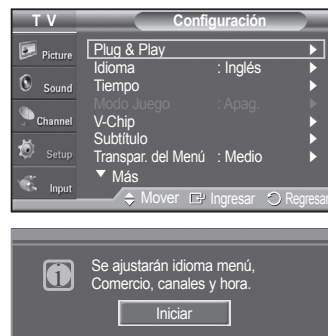 T V
Configuración
Picture
Sound
Channel
Setup
Input
Plug & Play
Idioma : Inglés
Tiempo
Modo Juego : Apag.
V-Chip
Subtítulo
Transpar. del Menú : Medio
Más
Mover Ingresar Regresar
Se ajustarán idioma menú,
Comercio, canales y hora.
Iniciar